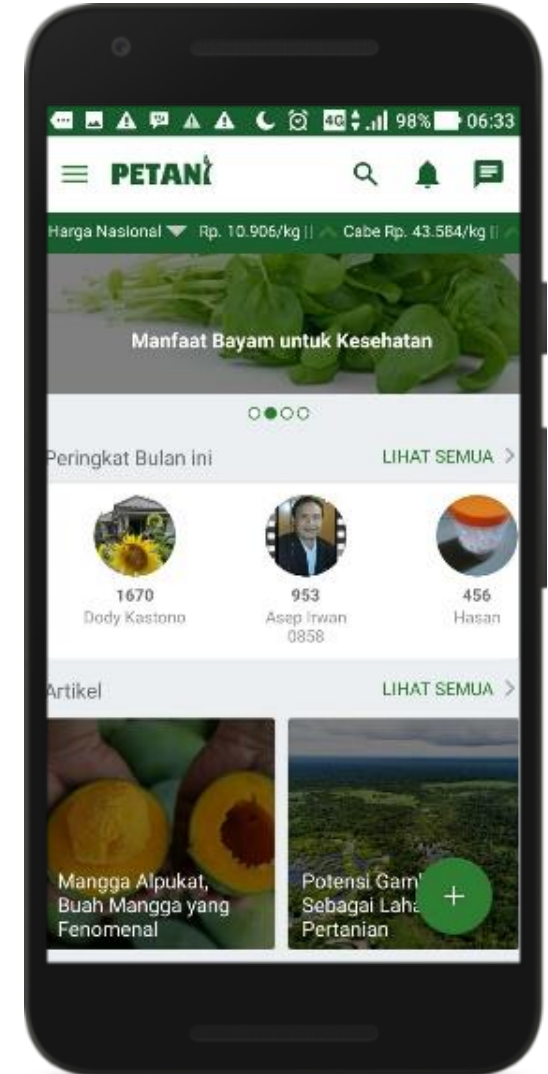 4G 98% 06:33
PETANI
Harga Nasional Rp. 10.906/kg || Cabe Rp. 43.584/kg ||
Manfaat Bayam untuk Kesehatan
Peringkat Bulan ini LIHAT SEMUA >
1670 953 456
Dody Kastono Asep Irwan Hasan
0858
Artikel LIHAT SEMUA >
Mangga Alpukat,
Buah Mangga yang
Fenomenal
Potensi
Sebagai
Pertanian
+